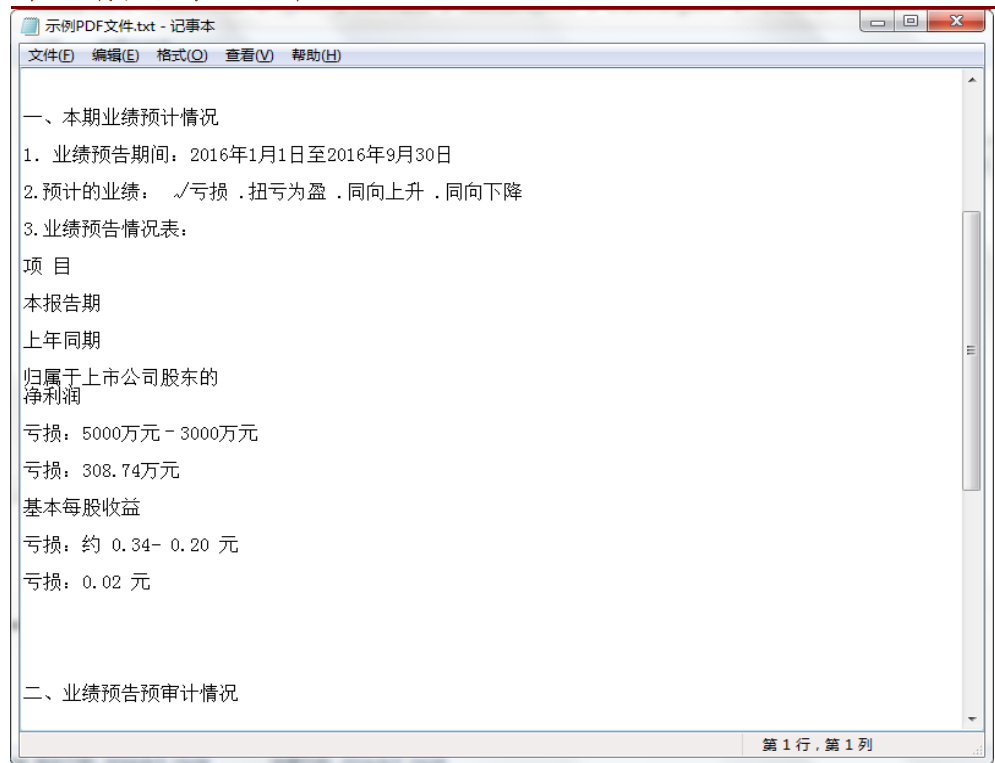 示例PDF文件.txt - 记事本
文件(F) 编辑(E) 格式(O) 查看(V) 帮助(H)
一、本期业绩预计情况
1. 业绩预告期间：2016年1月1日至2016年9月30日
2.预计的业绩： √亏损 .扭亏为盈 .同向上升 .同向下降
3.业绩预告情况表：
项 目
本报告期
上年同期
归属于上市公司股东的
净利润
亏损：5000万元－3000万元
亏损：308.74万元
基本每股收益
亏损：约 0.34- 0.20 元
亏损：0.02 元
二、业绩预告预审计情况
第 1 行，第 1 列